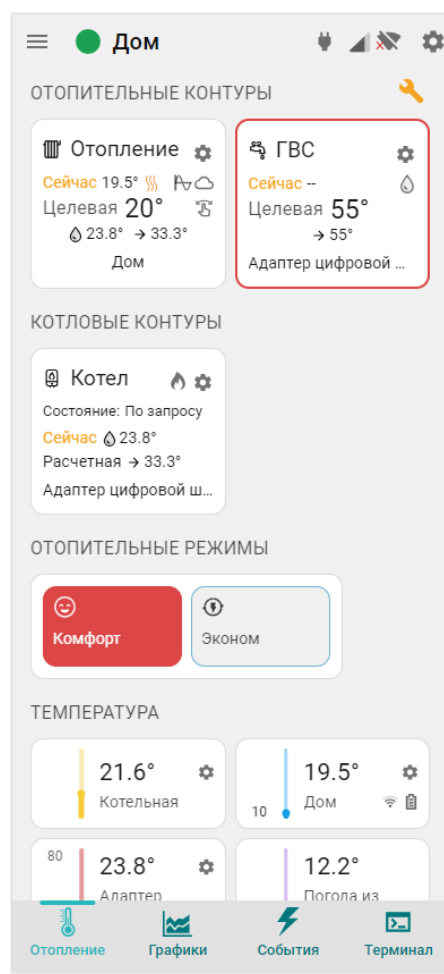 Дом
ОТОПИТЕЛЬНЫЕ КОНТУРЫ
Отопление
Сейчас 19.5°
Целевая 20°
23.8° → 33.3°
Дом
ГВС
Сейчас --
Целевая 55°
→ 55°
Адаптер цифровой ...
КОТЛОВЫЕ КОНТУРЫ
Котел
Состояние: По запросу
Сейчас 23.8°
Расчетная → 33.3°
Адаптер цифровой ш...
ОТОПИТЕЛЬНЫЕ РЕЖИМЫ
Комфорт
Эконом
ТЕМПЕРАТУРА
21.6°
Котельная
19.5°
10 Дом
80
23.8°
Адаптер
12.2°
Погода из
Отопление
Графики
События
Терминал